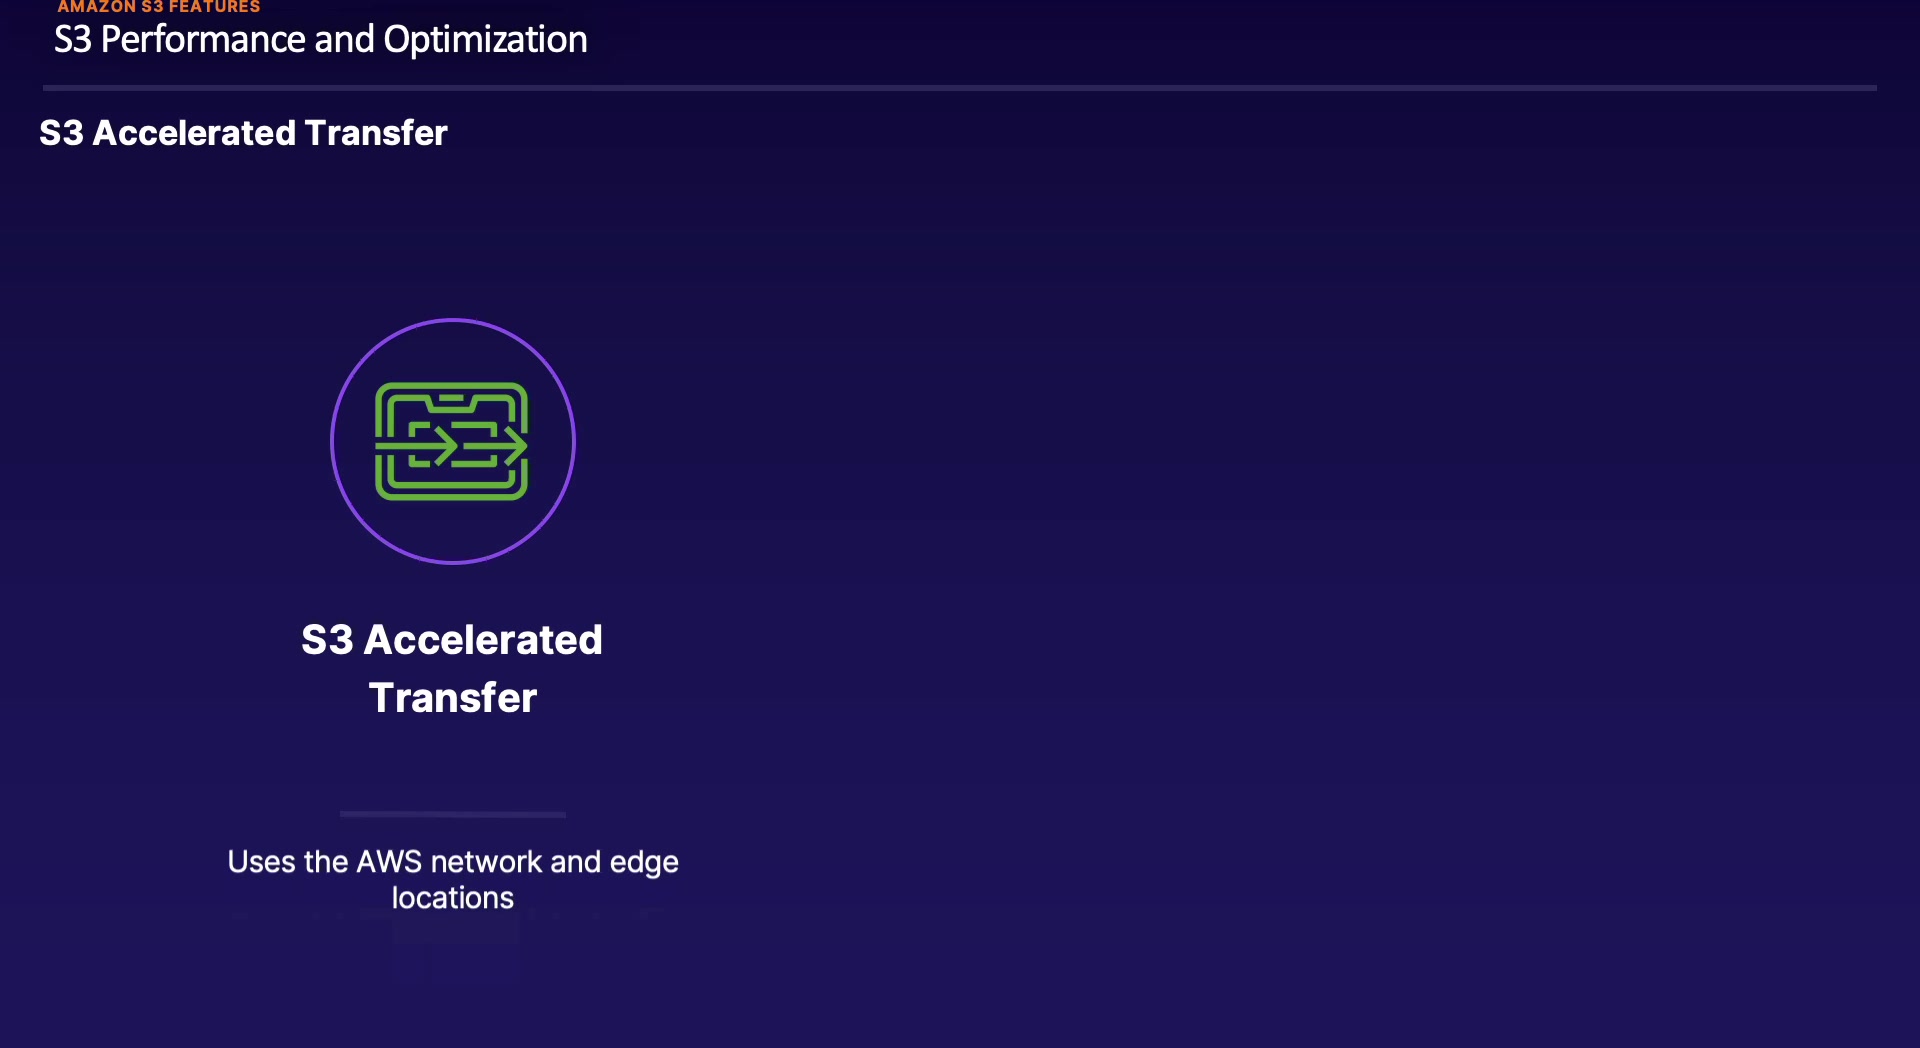 AMAZON S3 FEATURES
S3 Performance and Optimization
S3 Accelerated Transfer
S3 Accelerated
Transfer
Uses the AWS network and edge
locations